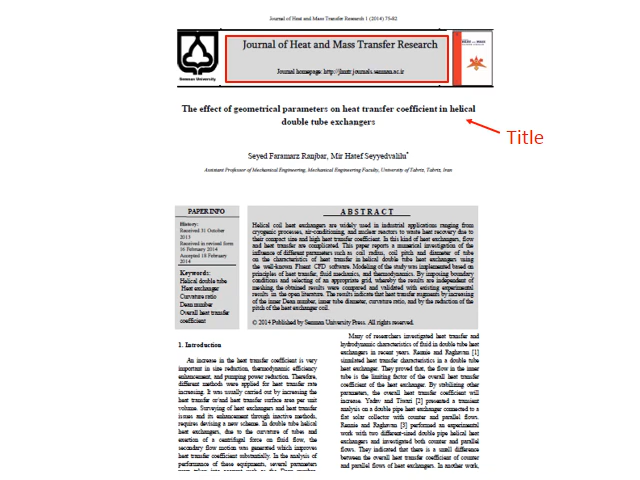 Journal of Heat and Mass Transfer Research 1 (2014) 75-82
Journal of Heat and Mass Transfer Research
Journal homepage: http://jhmtr.journals.semnan.ac.ir
Semnan University
The effect of geometrical parameters on heat transfer coefficient in helical
double tube exchangers
Title
Seyed Faramarz Ranjbar, Mir Hatef Seyyedvalilu*
Assistant Professor of Mechanical Engineering, Mechanical Engineering Faculty, University of Tabriz, Tabriz, Iran
PAPER INFO
History:
Received 31 October
2013
Received in revised form
16 February 2014
Accepted 18 February
2014
Keywords:
Helical double tube
Heat exchanger
Curvature ratio
Dean number
Overall heat transfer
coefficient
ABSTRACT
Helical coil heat exchangers are widely used in industrial applications ranging from
cryogenic processes, air-conditioning, and nuclear reactors to waste heat recovery due to
their compact size and high heat transfer coefficient. In this kind of heat exchangers, flow
and heat transfer are complicated. This paper reports a numerical investigation of the
influence of different parameters such as coil radius, coil pitch and diameter of tube
on the characteristics of heat transfer in helical double tube heat exchangers using
the well-known Fluent CFD software. Modeling of the study was implemented based on
principles of heat transfer, fluid mechanics, and thermodynamics. By imposing boundary
conditions and selecting of an appropriate grid, whereby the results are independent of
meshing, the obtained results were compared and validated with existing experimental
results in the open literature. The results indicate that heat transfer augments by increasing
of the inner Dean number, inner tube diameter, curvature ratio, and by the reduction of the
pitch of the heat exchanger coil.
© 2014 Published by Semnan University Press. All rights reserved.
1. Introduction
An increase in the heat transfer coefficient is very
important in size reduction, thermodynamic efficiency
enhancement, and pumping power reduction. Therefore,
different methods were applied for heat transfer rate
increasing. It was usually carried out by increasing the
heat transfer or/and heat transfer surface area per unit
volume. Surveying of heat exchangers and heat transfer
issues and its enhancement through inactive methods,
requires devising a new scheme. In double tube helical
heat exchangers, due to the curvature of tubes and
exertion of a centrifugal force on fluid flow, the
secondary flow motion was generated which improves
heat transfer coefficient substantially. In the analysis of
performance of these equipments, several parameters
were taken into account such as the Dean number,
Many of researchers investigated heat transfer and
hydrodynamic characteristics of fluid in double tube heat
exchangers in recent years. Rennie and Raghavan [1]
simulated heat transfer characteristics in a double tube
heat exchanger. They proved that, the flow in the inner
tube is the limiting factor of the overall heat transfer
coefficient of the heat exchanger. By stabilizing other
parameters, the overall heat transfer coefficient will
increase. Yadav and Tiwari [2] presented a transient
analysis on a double pipe heat exchanger connected to a
flat solar collector with counter and parallel flows.
Rennie and Raghavan [3] performed an experimental
work with two different-sized double pipe helical heat
exchangers and investigated both counter and parallel
flows. They indicated that there is a small difference
between the overall heat transfer coefficient of counter
and parallel flows of heat exchangers. In another work,